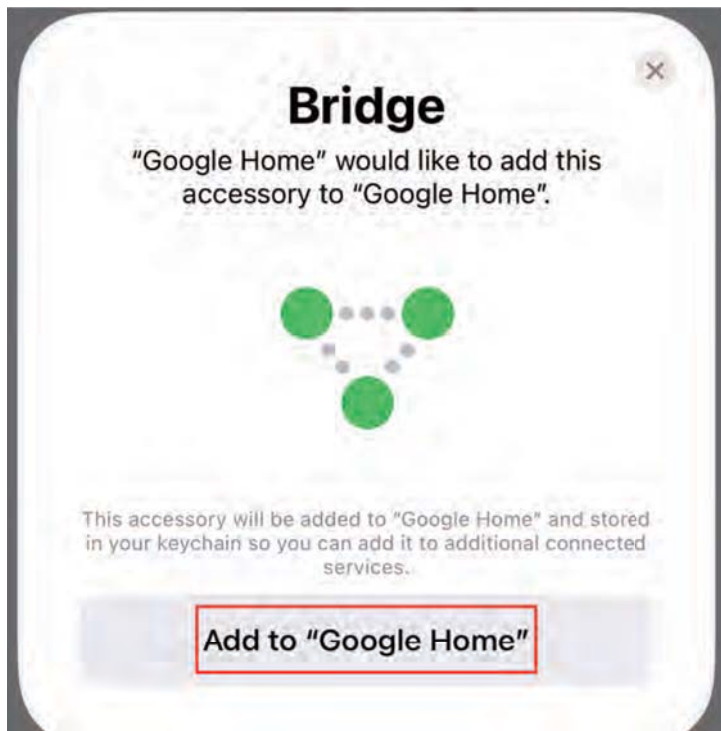 Bridge
“Google Home” would like to add this
accessory to “Google Home”.
This accessory will be added to “Google Home” and stored
in your keychain so you can add it to additional connected
services.
Add to “Google Home”